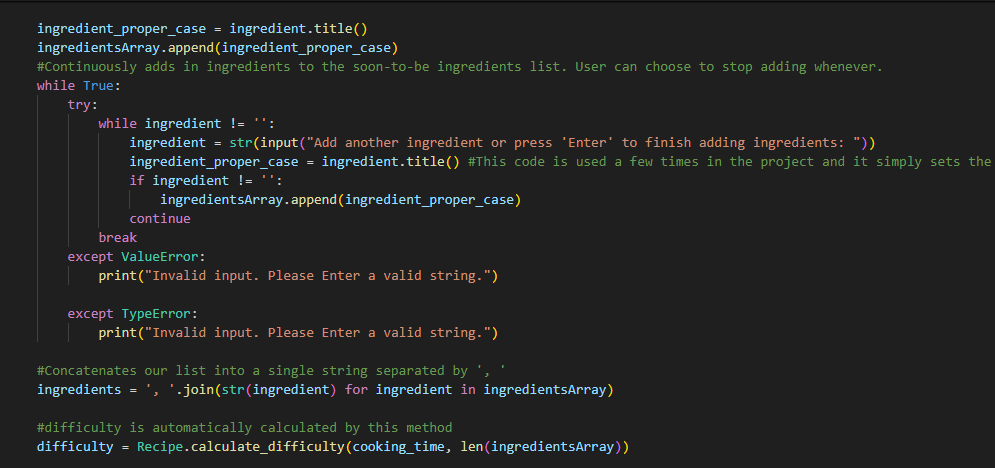 ingredient_proper_case = ingredient.title()
ingredientsArray.append(ingredient_proper_case)
#Continuously adds in ingredients to the soon-to-be ingredients list. User can choose to stop adding whenever.
while True:
try:
while ingredient != '':
ingredient = str(input("Add another ingredient or press 'Enter' to finish adding ingredients: "))
ingredient_proper_case = ingredient.title() #This code is used a few times in the project and it simply sets the
if ingredient != '':
ingredientsArray.append(ingredient_proper_case)
continue
break
except ValueError:
print("Invalid input. Please Enter a valid string.")
except TypeError:
print("Invalid input. Please Enter a valid string.")
#Concatenates our list into a single string separated by ', '
ingredients = ', '.join(str(ingredient) for ingredient in ingredientsArray)
#difficulty is automatically calculated by this method
difficulty = Recipe.calculate_difficulty(cooking_time, len(ingredientsArray))